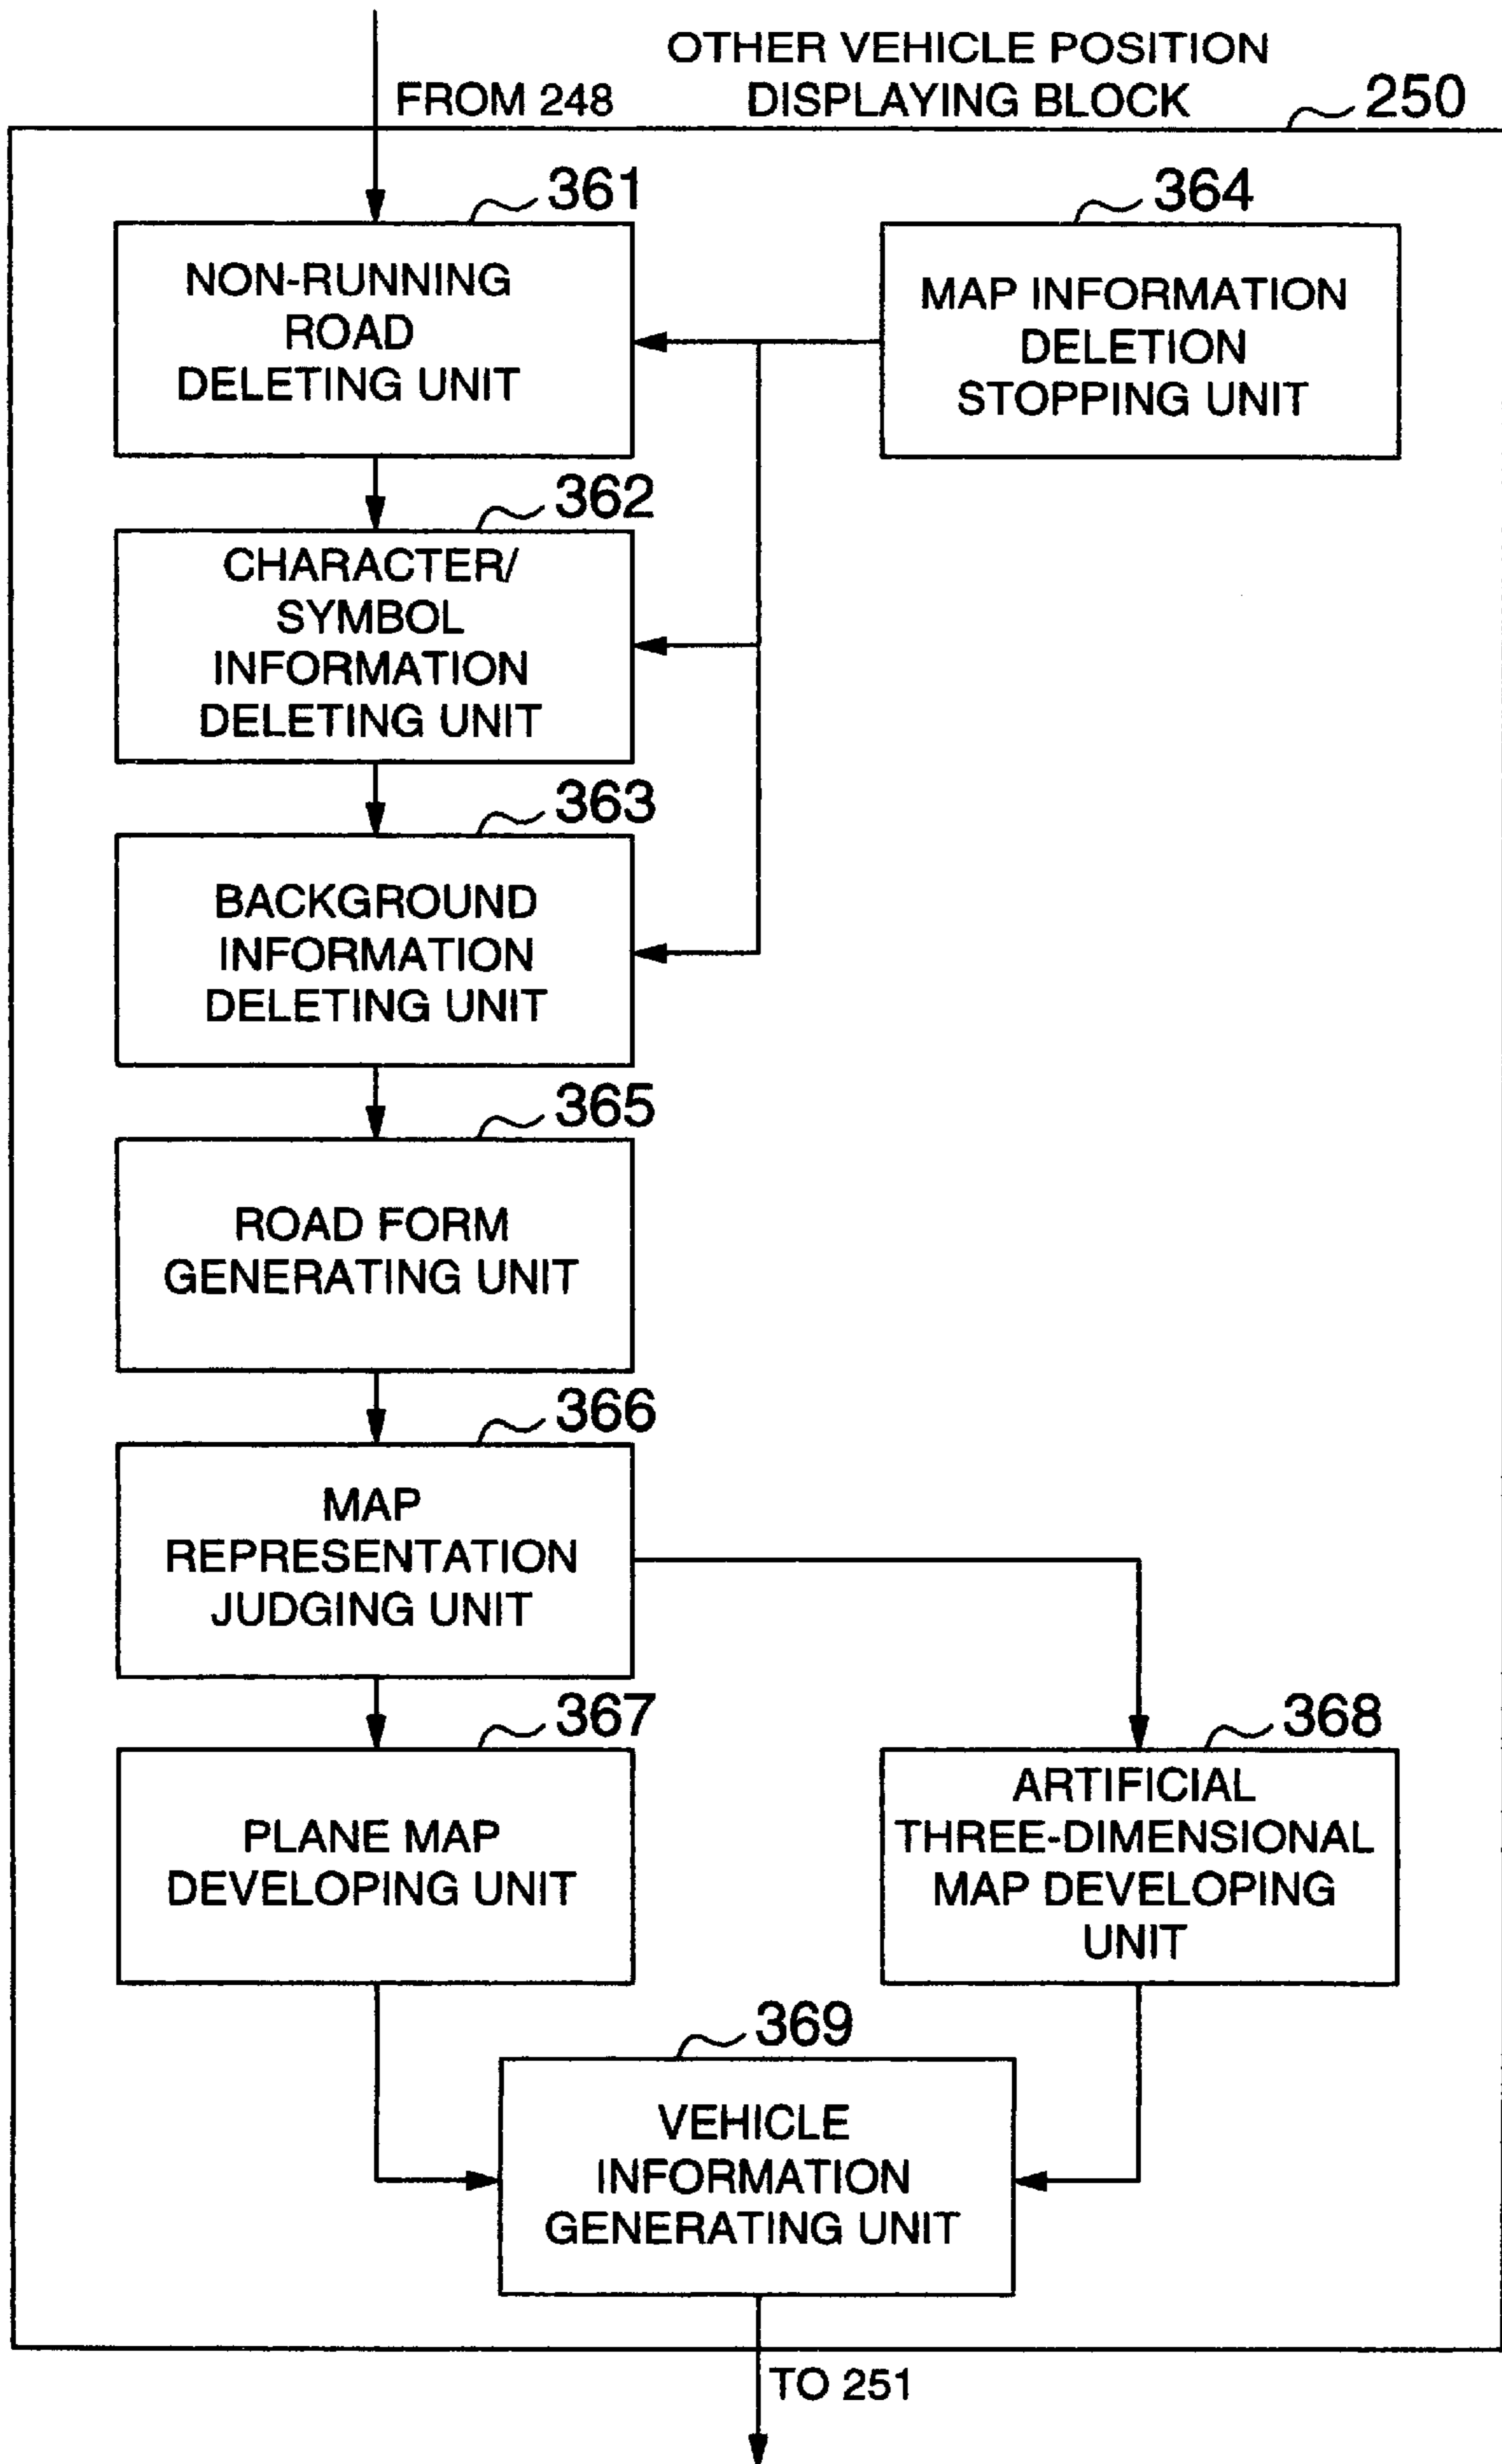 OTHER VEHICLE POSITION
DISPLAYING BLOCK
250
FROM 248
361
NON-RUNNING
ROAD
DELETING UNIT
364
MAP INFORMATION
DELETION
STOPPING UNIT
362
CHARACTER/
SYMBOL
INFORMATION
DELETING UNIT
363
BACKGROUND
INFORMATION
DELETING UNIT
365
ROAD FORM
GENERATING UNIT
366
MAP
REPRESENTATION
JUDGING UNIT
367
PLANE MAP
DEVELOPING UNIT
368
ARTIFICIAL
THREE-DIMENSIONAL
MAP DEVELOPING
UNIT
369
VEHICLE
INFORMATION
GENERATING UNIT
TO 251